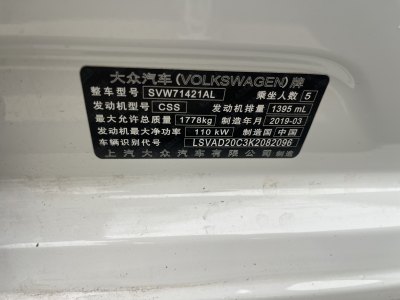 大众汽车(VOLKSWAGEN)牌
整车型号 SVW71421AL 乘坐人数 5
发动机型号 CSS 发动机排量 1395 mL
最大允许总质量 1778kg 制造年月 2019-03
发动机最大净功率 110 kW 制造国 中国
车辆识别代号 LSVAD20C3K2082096
上汽大众汽车有限公司 制造